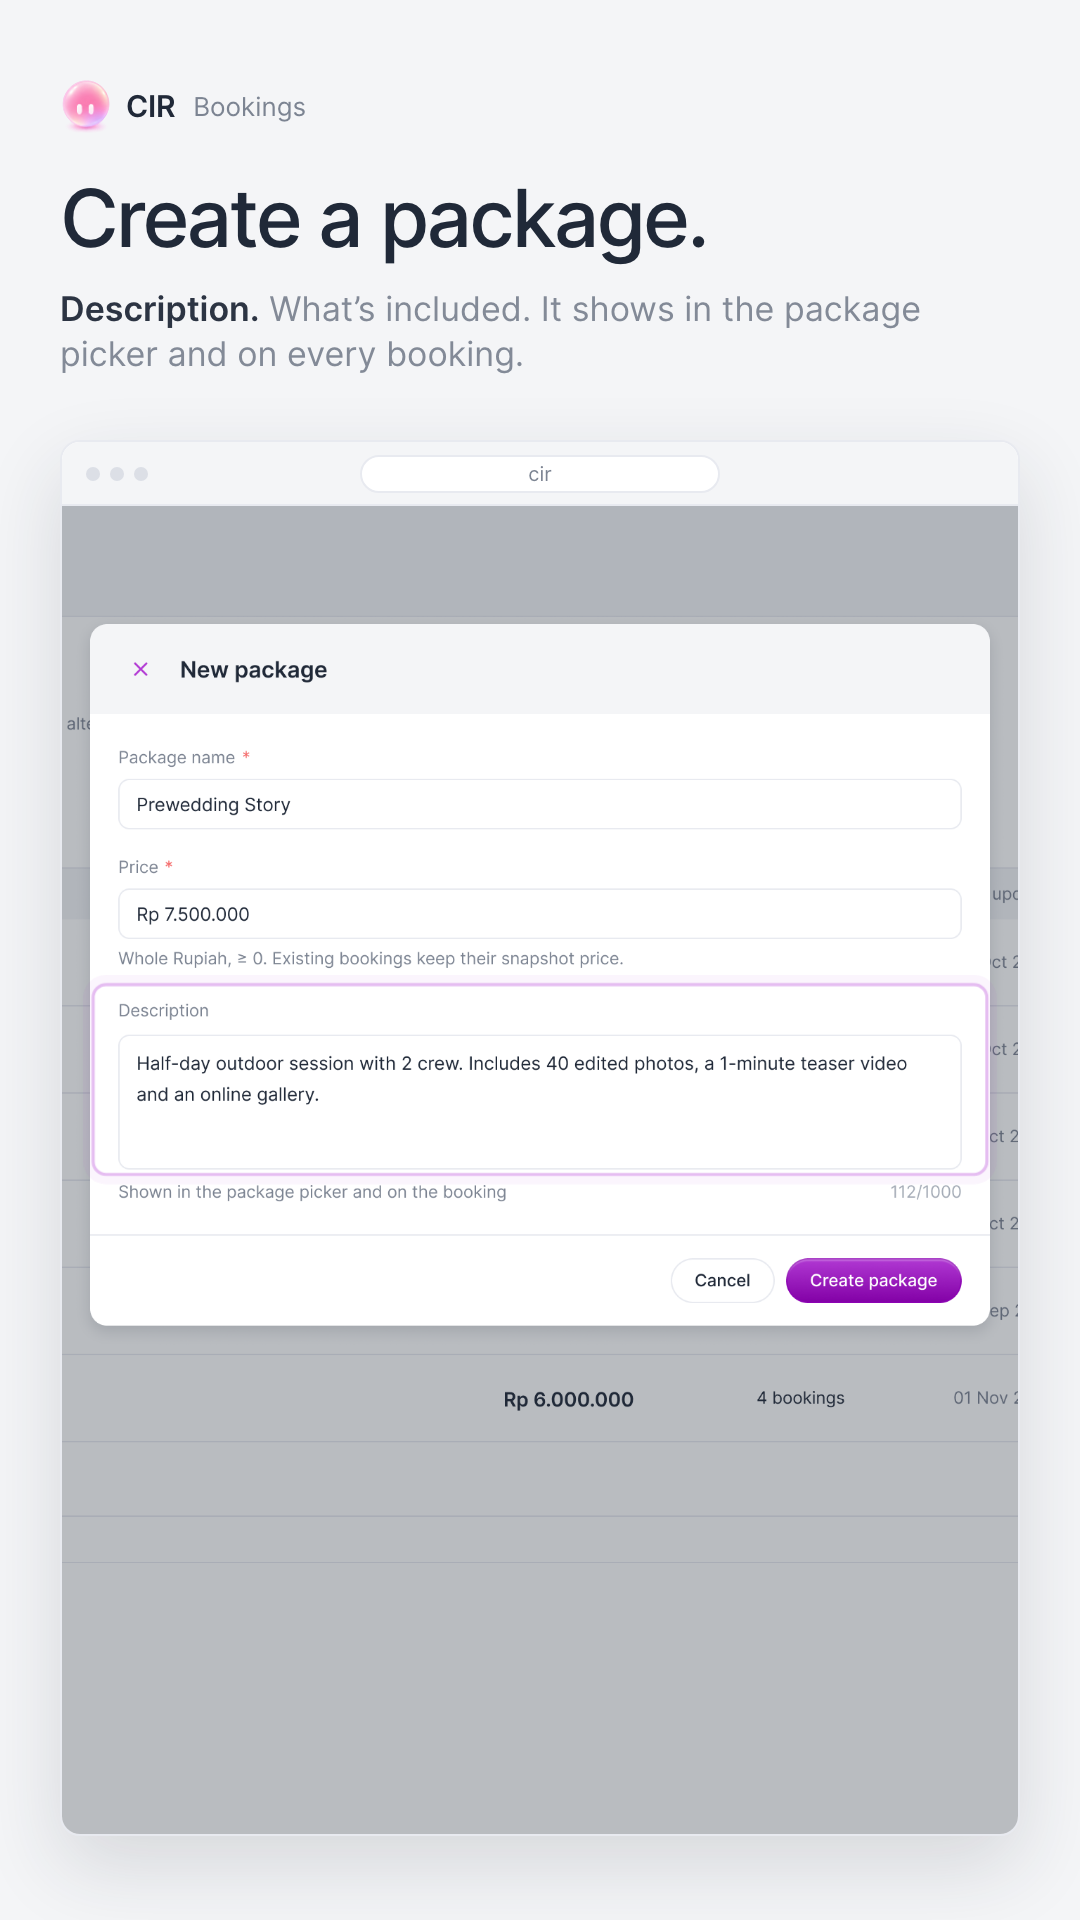 CIR Bookings
Create a package.
Description. What's included. It shows in the package
picker and on every booking.
cir
New package
Package name *
Prewedding Story
Price *
Rp 7.500.000
Whole Rupiah, ≥ 0. Existing bookings keep their snapshot price.
Description
Half-day outdoor session with 2 crew. Includes 40 edited photos, a 1-minute teaser video
and an online gallery.
Shown in the package picker and on the booking 112/1000
Cancel Create package
Rp 6.000.000 4 bookings 01 Nov